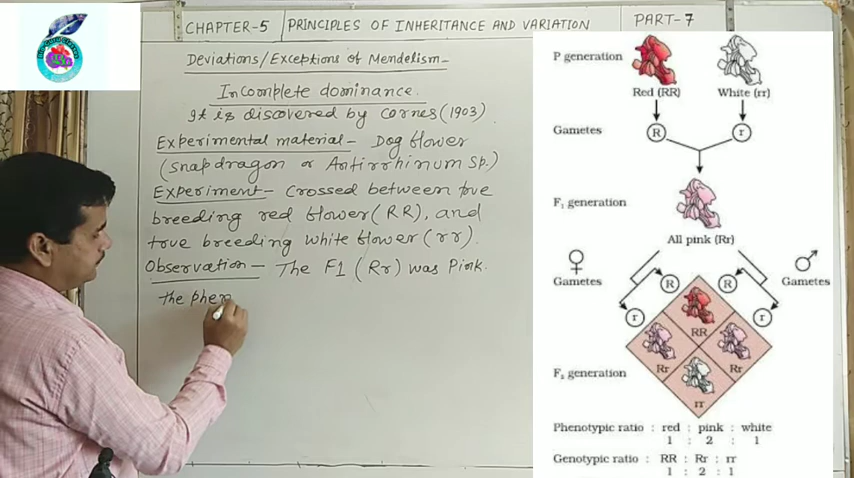 CHAPTER-5 PRINCIPLES OF INHERITANCE AND VARIATION PART-7
Deviations/Exceptions of Mendelism-
Incomplete dominance.
It is discovered by Cornes (1903)
Experimental material - Dog flower
(Snapdragon or Antirrhinum Sp.)
Experiment - Crossed between true
breeding red flower (RR), and
true breeding white flower (rr).
Observation - The F1 (Rr) was Pink.
the phen
P generation
Red (RR) White (rr)
Gametes
R r
F1 generation
All pink (Rr)
Gametes Gametes
R R
r r
RR
Rr Rr
F2 generation
rr
Phenotypic ratio : red : pink : white
1 : 2 : 1
Genotypic ratio : RR : Rr : rr
1 : 2 : 1